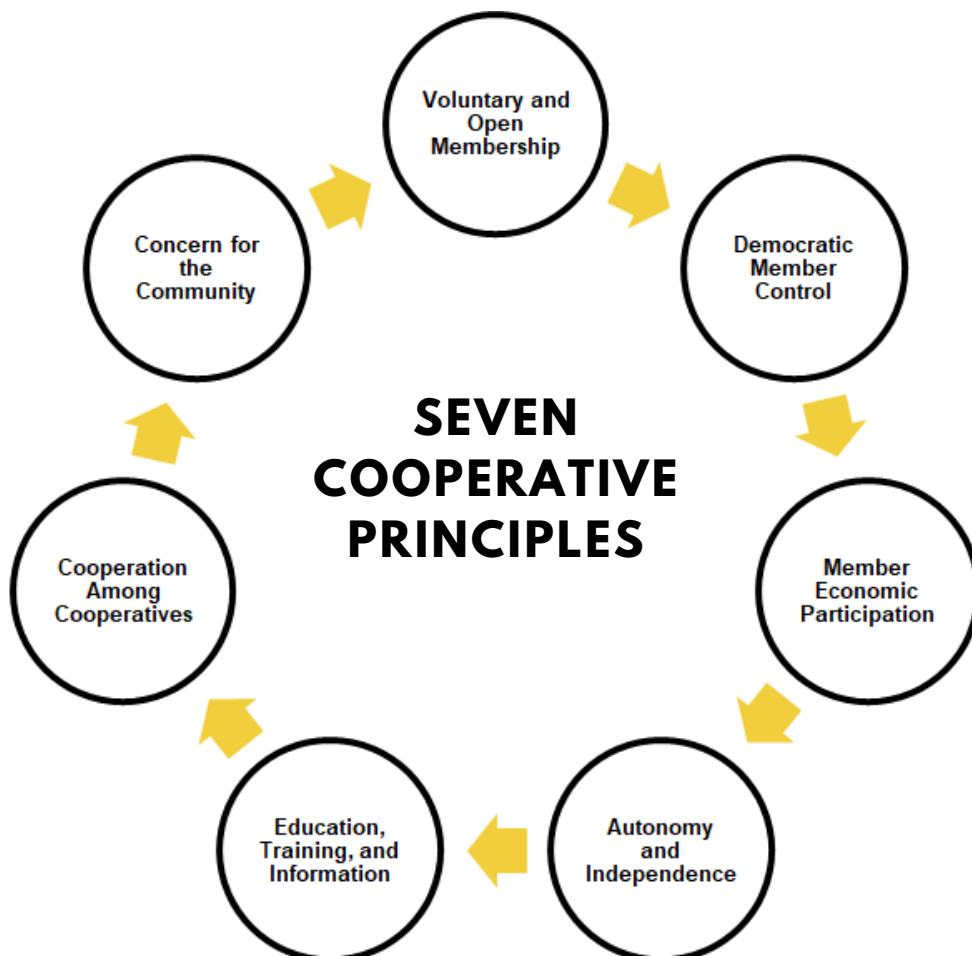 Voluntary and
Open
Membership
Democratic
Member
Control
Member
Economic
Participation
Autonomy
and
Independence
Education,
Training, and
Information
Cooperation
Among
Cooperatives
Concern for
the
Community
SEVEN
COOPERATIVE
PRINCIPLES